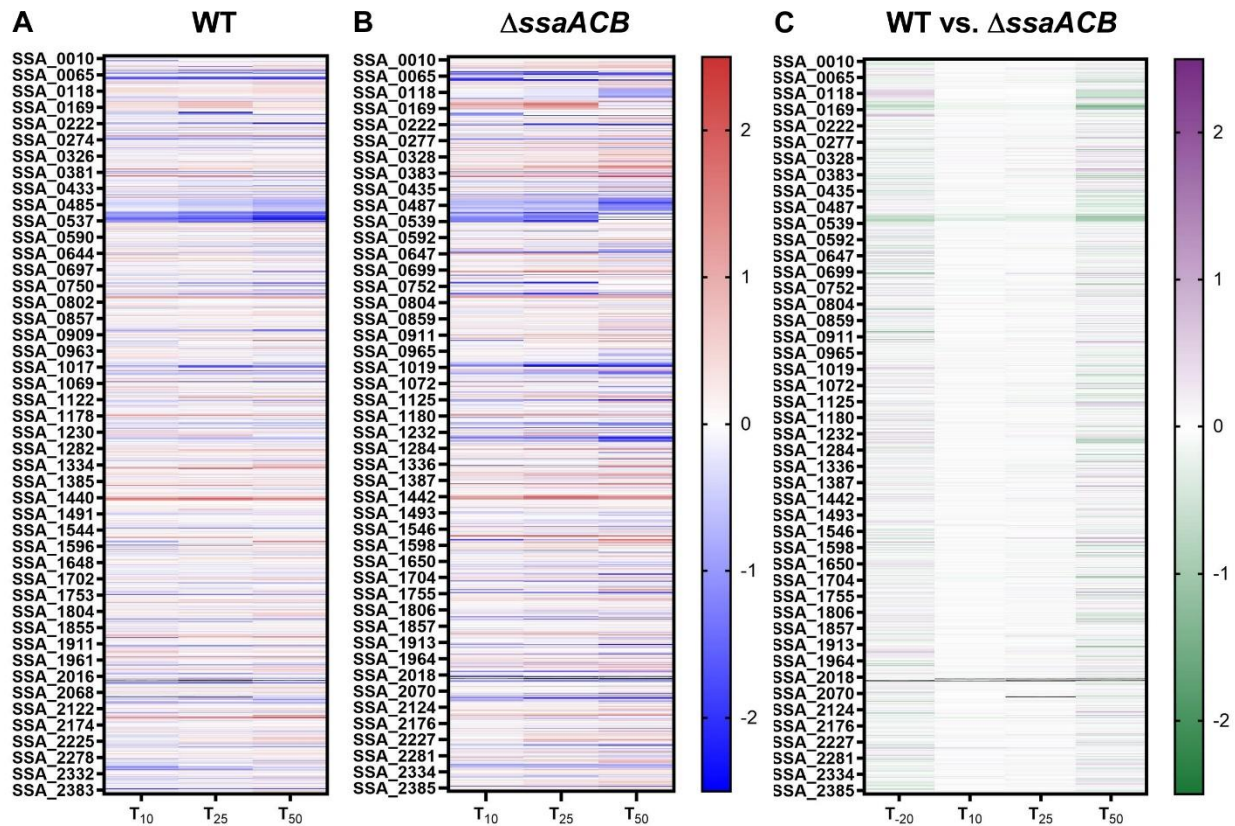 A WT
SSA_0010
SSA_0065
SSA_0118
SSA_0169
SSA_0222
SSA_0274
SSA_0326
SSA_0381
SSA_0433
SSA_0485
SSA_0537
SSA_0590
SSA_0644
SSA_0697
SSA_0750
SSA_0802
SSA_0857
SSA_0909
SSA_0963
SSA_1017
SSA_1069
SSA_1122
SSA_1178
SSA_1230
SSA_1282
SSA_1334
SSA_1385
SSA_1440
SSA_1491
SSA_1544
SSA_1596
SSA_1648
SSA_1702
SSA_1753
SSA_1804
SSA_1855
SSA_1911
SSA_1961
SSA_2016
SSA_2068
SSA_2122
SSA_2174
SSA_2225
SSA_2278
SSA_2332
SSA_2383
T10 T25 T50
B ΔssaACB
SSA_0010
SSA_0065
SSA_0118
SSA_0169
SSA_0222
SSA_0277
SSA_0328
SSA_0383
SSA_0435
SSA_0487
SSA_0539
SSA_0592
SSA_0647
SSA_0699
SSA_0752
SSA_0804
SSA_0859
SSA_0911
SSA_0965
SSA_1019
SSA_1072
SSA_1125
SSA_1180
SSA_1232
SSA_1284
SSA_1336
SSA_1387
SSA_1442
SSA_1493
SSA_1546
SSA_1598
SSA_1650
SSA_1704
SSA_1755
SSA_1806
SSA_1857
SSA_1913
SSA_1964
SSA_2018
SSA_2070
SSA_2124
SSA_2176
SSA_2227
SSA_2281
SSA_2334
SSA_2385
T10 T25 T50
2
1
0
-1
-2
C WT vs. ΔssaACB
SSA_0010
SSA_0065
SSA_0118
SSA_0169
SSA_0222
SSA_0277
SSA_0328
SSA_0383
SSA_0435
SSA_0487
SSA_0539
SSA_0592
SSA_0647
SSA_0699
SSA_0752
SSA_0804
SSA_0859
SSA_0911
SSA_0965
SSA_1019
SSA_1072
SSA_1125
SSA_1180
SSA_1232
SSA_1284
SSA_1336
SSA_1387
SSA_1442
SSA_1493
SSA_1546
SSA_1598
SSA_1650
SSA_1704
SSA_1755
SSA_1806
SSA_1857
SSA_1913
SSA_1964
SSA_2018
SSA_2070
SSA_2124
SSA_2176
SSA_2227
SSA_2281
SSA_2334
SSA_2385
T-20 T10 T25 T50
2
1
0
-1
-2